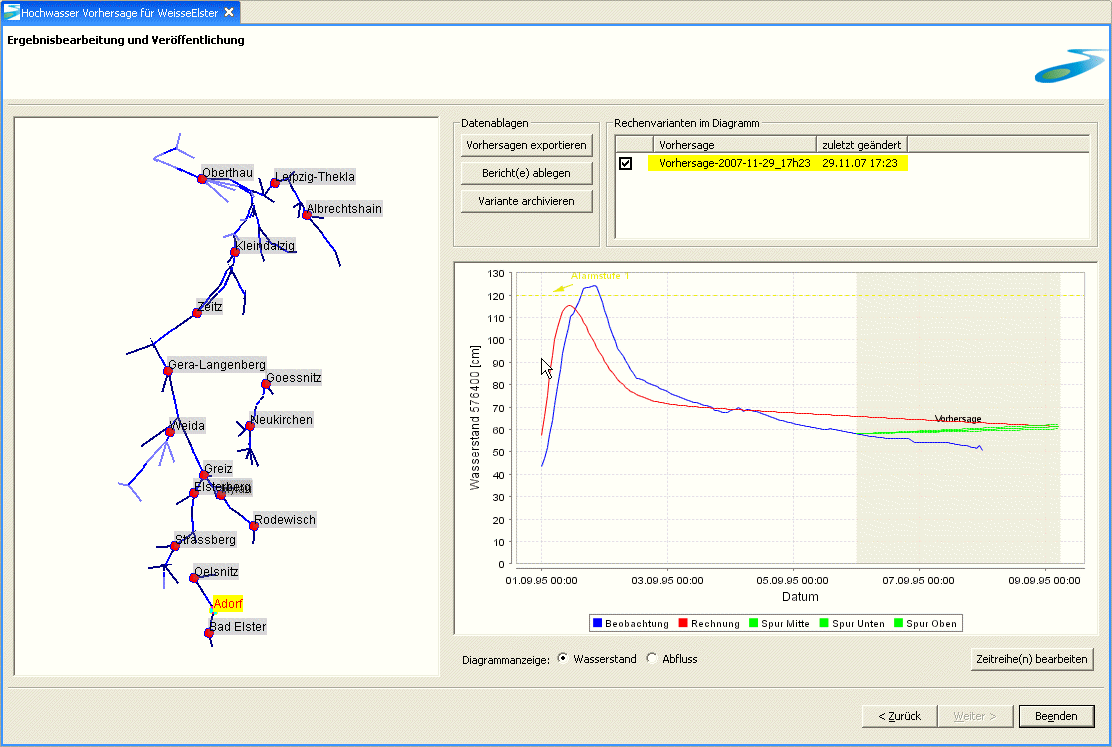 Hochwasser Vorhersage für WeisseElster
Ergebnisbearbeitung und Veröffentlichung
Oberthau
Leipzig-Thekla
Albrechtshain
Kleindalzig
Zeitz
Gera-Langenberg
Goessnitz
Neukirchen
Weida
Greiz
Elsterberg
Rodewisch
Strassberg
Oelsnitz
Adorf
Bad Elster
Datenablagen
Vorhersagen exportieren
Bericht(e) ablegen
Variante archivieren
Rechenvarianten im Diagramm
Vorhersage zuletzt geändert
Vorhersage-2007-11-29_17h23 29.11.07 17:23
Alarmstufe 1
Wasserstand 576400 [cm]
130
120
110
100
90
80
70
60
50
40
30
20
10
0
Vorhersage
01.09.95 00:00 03.09.95 00:00 05.09.95 00:00 07.09.95 00:00 09.09.95 00:00
Datum
Beobachtung Rechnung Spur Mitte Spur Unten Spur Oben
Diagrammanzeige: Wasserstand Abfluss
Zeitreihe(n) bearbeiten
< Zurück Weiter > Beenden